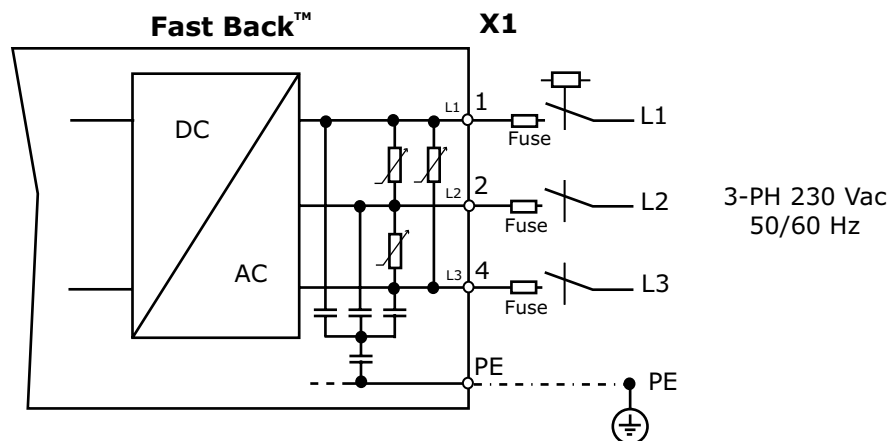 Fast Back™
X1
DC
AC
L1 1
Fuse
L1
L2 2
Fuse
L2
3-PH 230 Vac
50/60 Hz
L3 4
Fuse
L3
PE
PE